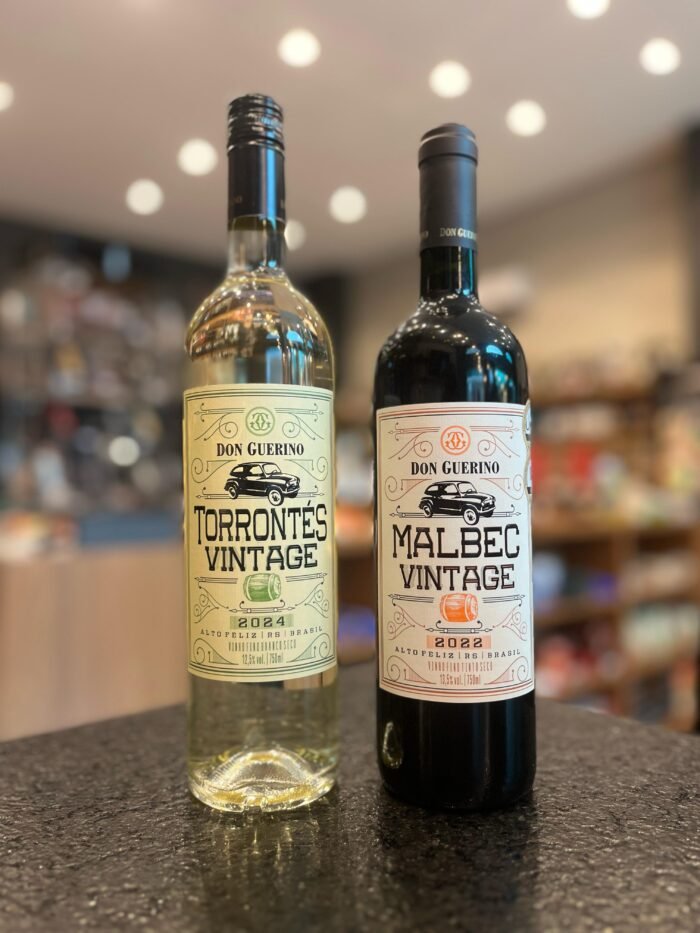 DON GUERINO
TORRONTÉS
VINTAGE
2024
ALTO FELIZ | RS | BRASIL
VINHO FINO BRANCO SECO
12,5% vol. | 750ml
DON GUERINO
DON GUERINO
MALBEC
VINTAGE
2022
ALTO FELIZ | RS | BRASIL
VINHO FINO TINTO SECO
13,5% vol. | 750ml